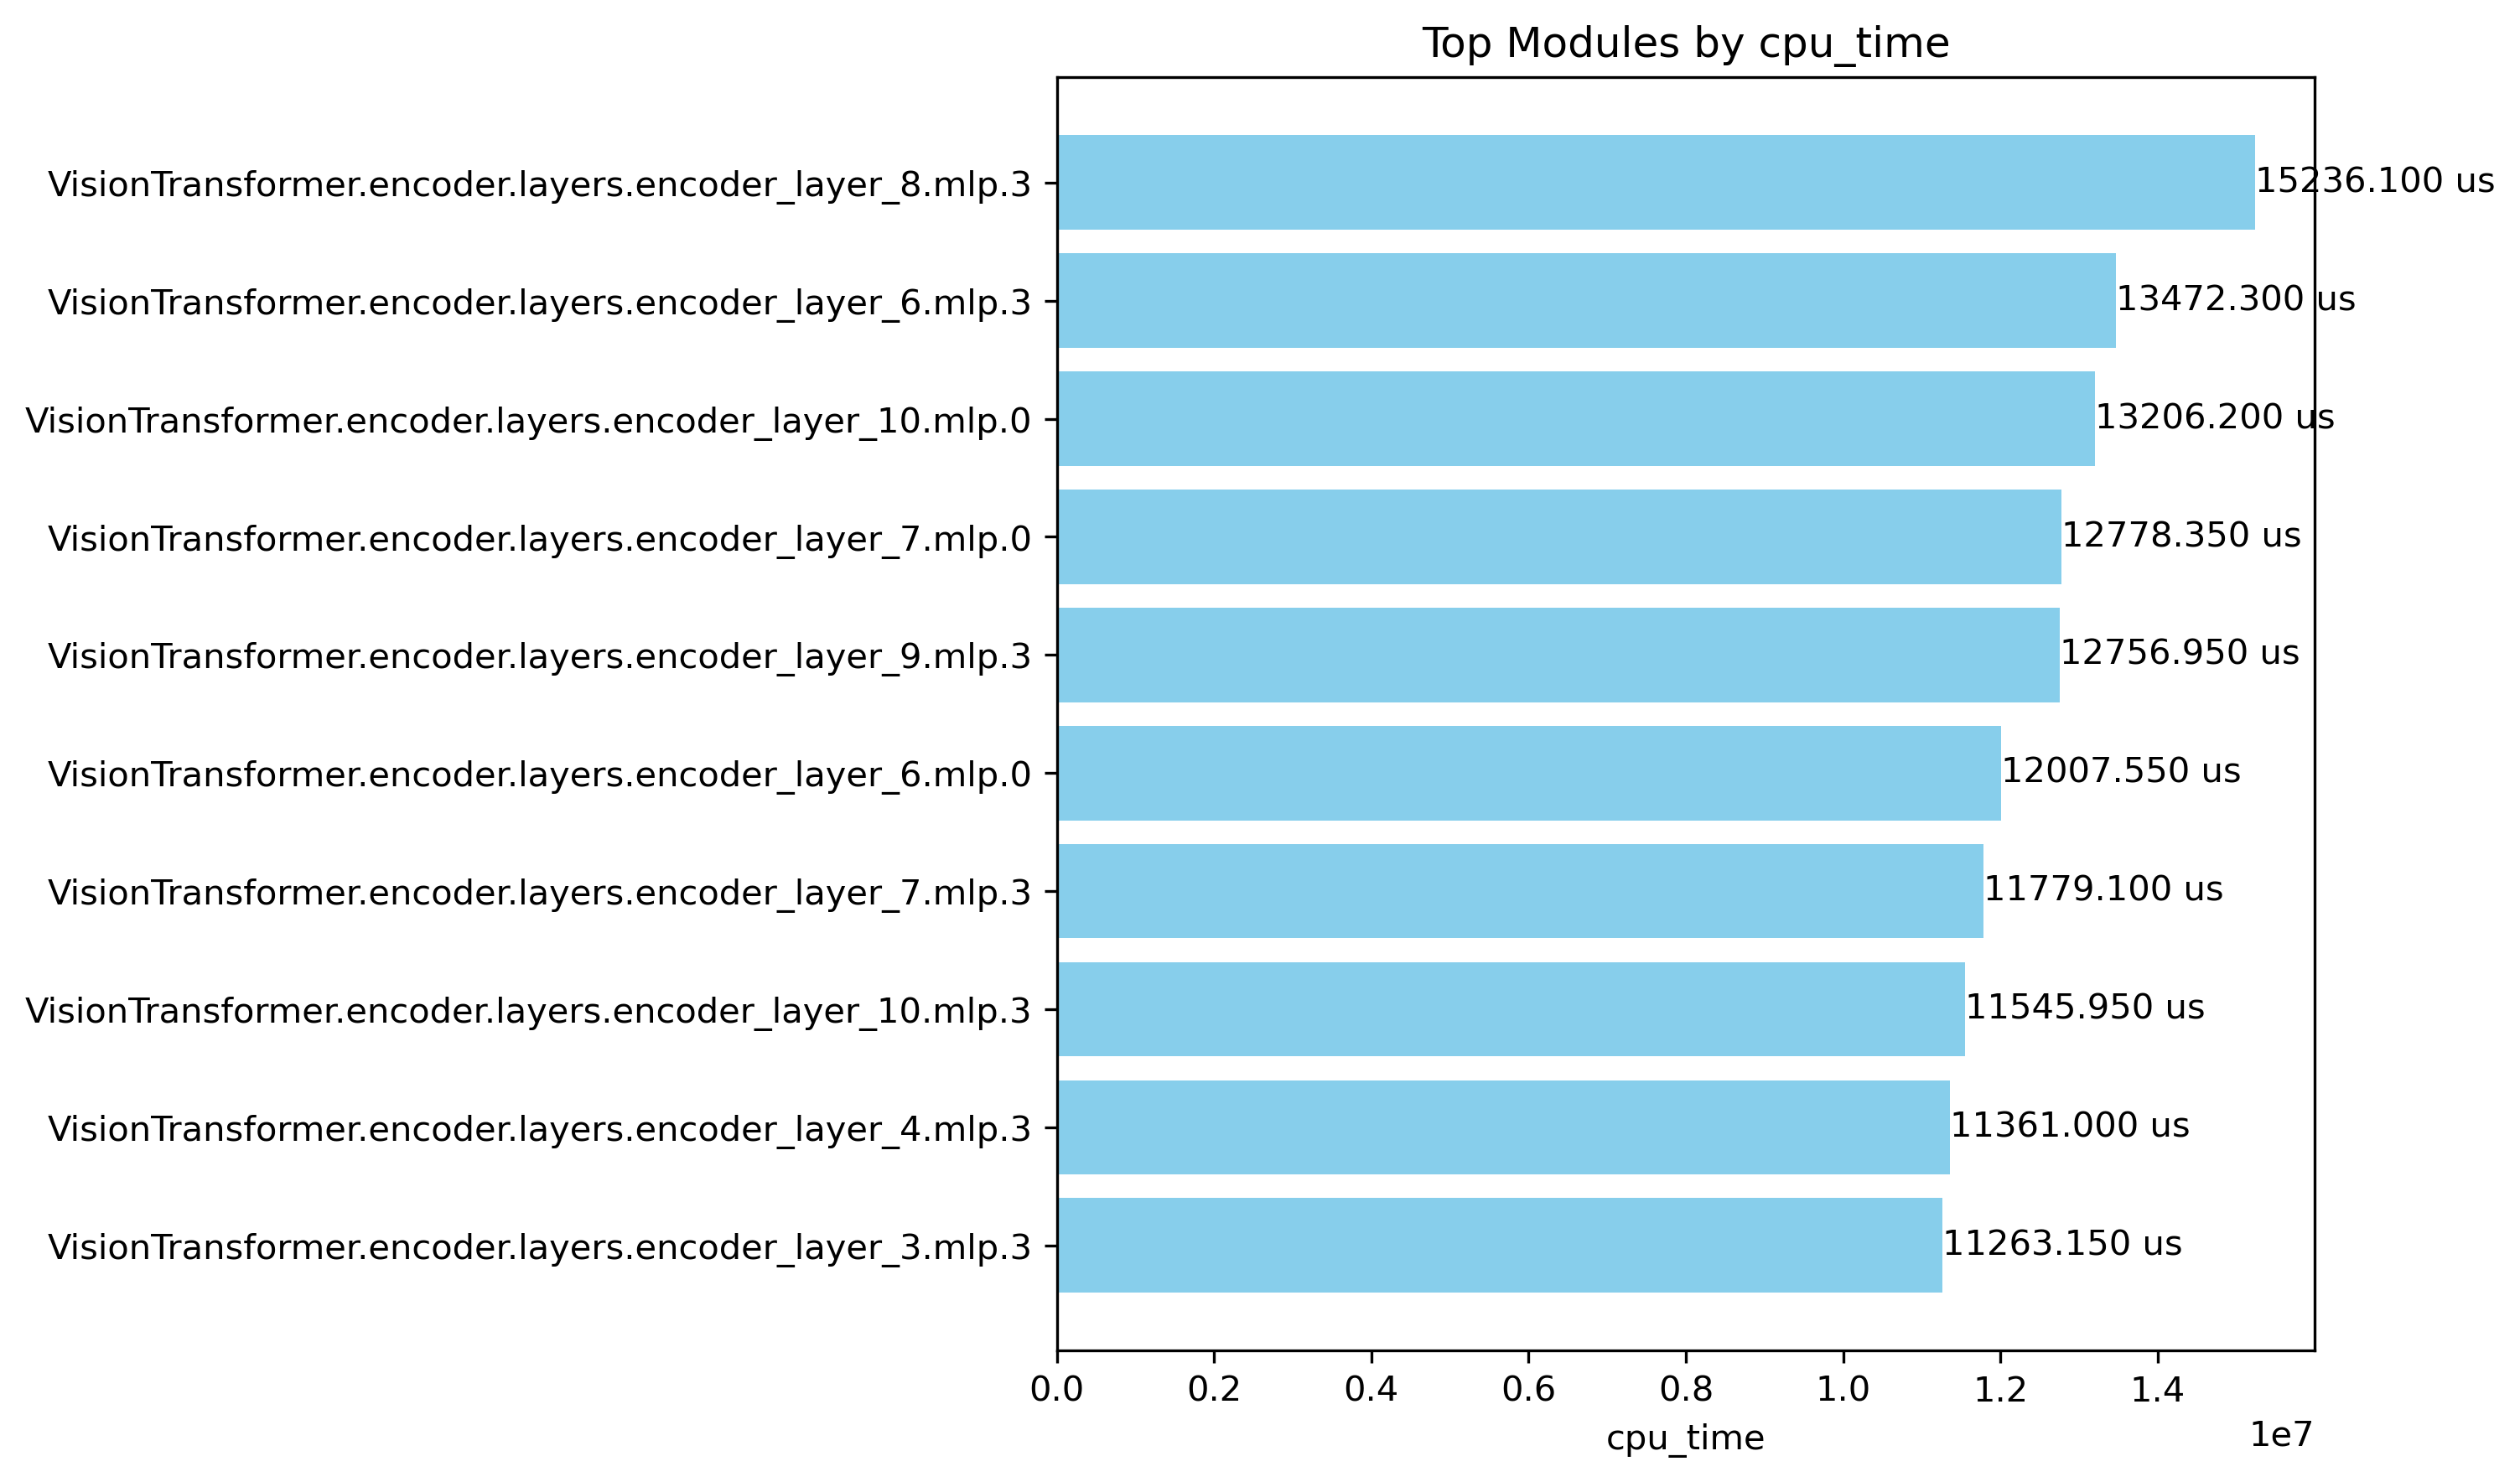 Top Modules by cpu_time
VisionTransformer.encoder.layers.encoder_layer_8.mlp.3 15236.100 us
VisionTransformer.encoder.layers.encoder_layer_6.mlp.3 13472.300 us
VisionTransformer.encoder.layers.encoder_layer_10.mlp.0 13206.200 us
VisionTransformer.encoder.layers.encoder_layer_7.mlp.0 12778.350 us
VisionTransformer.encoder.layers.encoder_layer_9.mlp.3 12756.950 us
VisionTransformer.encoder.layers.encoder_layer_6.mlp.0 12007.550 us
VisionTransformer.encoder.layers.encoder_layer_7.mlp.3 11779.100 us
VisionTransformer.encoder.layers.encoder_layer_10.mlp.3 11545.950 us
VisionTransformer.encoder.layers.encoder_layer_4.mlp.3 11361.000 us
VisionTransformer.encoder.layers.encoder_layer_3.mlp.3 11263.150 us
0.0 0.2 0.4 0.6 0.8 1.0 1.2 1.4
cpu_time
1e7